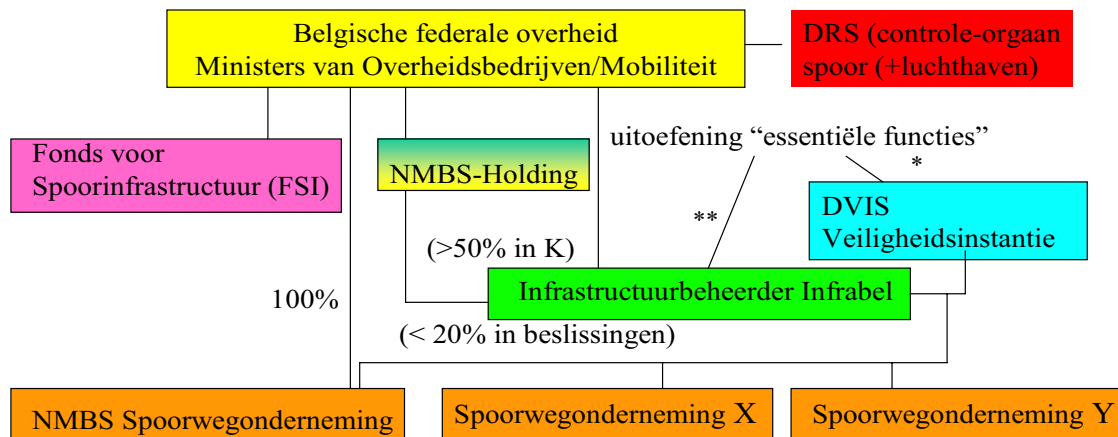 Belgische federale overheid
Ministers van Overheidsbedrijven/Mobiliteit
DRS (controle-orgaan
spoor (+luchthaven)
Fonds voor
Spoorinfrastructuur (FSI)
NMBS-Holding
uitoefening “essentiële functies”
*
**
DVIS
Veiligheidsinstantie
(>50% in K)
100%
Infrastructuurbeheerder Infrabel
(< 20% in beslissingen)
NMBS Spoorwegonderneming
Spoorwegonderneming X
Spoorwegonderneming Y